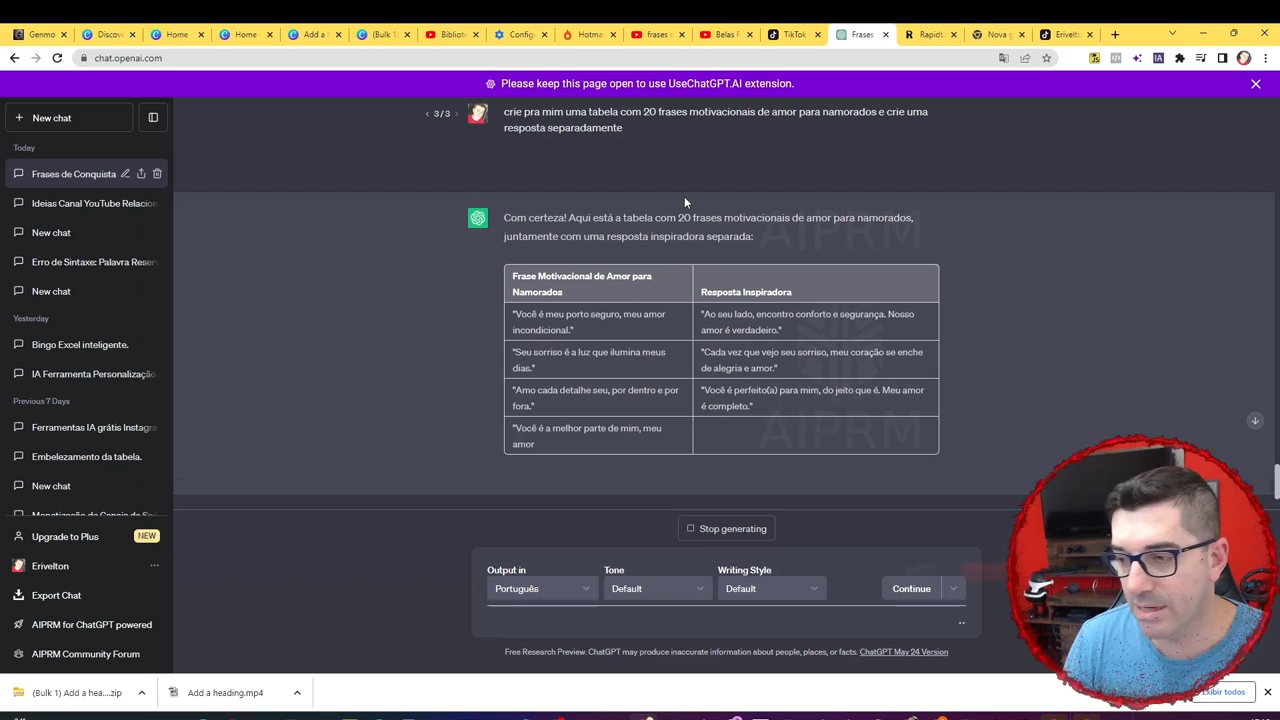 Genmo
Discov
Home -
Home
Add a h
(Bulk 1)
Bibliote
Config
Hotma
frases c
Belas F
TikTok
Frases
Rapidt
Nova g
Erivelto
chat.openai.com
Please keep this page open to use UseChatGPT.AI extension.
New chat
Today
Frases de Conquista
Ideias Canal YouTube Relacion
New chat
Erro de Sintaxe: Palavra Reser
New chat
Yesterday
Bingo Excel inteligente.
IA Ferramenta Personalização
Previous 7 Days
Ferramentas IA grátis Instagra
Embelezamento da tabela.
New chat
Monetização de Canais de
Upgrade to Plus NEW
Erivelton
Export Chat
AIPRM for ChatGPT powered
AIPRM Community Forum
3 / 3
crie pra mim uma tabela com 20 frases motivacionais de amor para namorados e crie uma
resposta separadamente
Com certeza! Aqui está a tabela com 20 frases motivacionais de amor para namorados,
juntamente com uma resposta inspiradora separada:
AIPRM
Frase Motivacional de Amor para
Namorados
Resposta Inspiradora
"Você é meu porto seguro, meu amor
incondicional."
"Ao seu lado, encontro conforto e segurança. Nosso
amor é verdadeiro."
"Seu sorriso é a luz que ilumina meus
dias."
"Cada vez que vejo seu sorriso, meu coração se enche
de alegria e amor."
"Amo cada detalhe seu, por dentro e por
fora."
"Você é perfeito(a) para mim, do jeito que é. Meu amor
é completo."
"Você é a melhor parte de mim, meu
amor
AIPRM
Stop generating
Output in
Português
Tone
Default
Writing Style
Default
Continue
Free Research Preview. ChatGPT may produce inaccurate information about people, places, or facts. ChatGPT May 24 Version
(Bulk 1) Add a hea....zip
Add a heading.mp4
Exibir todos